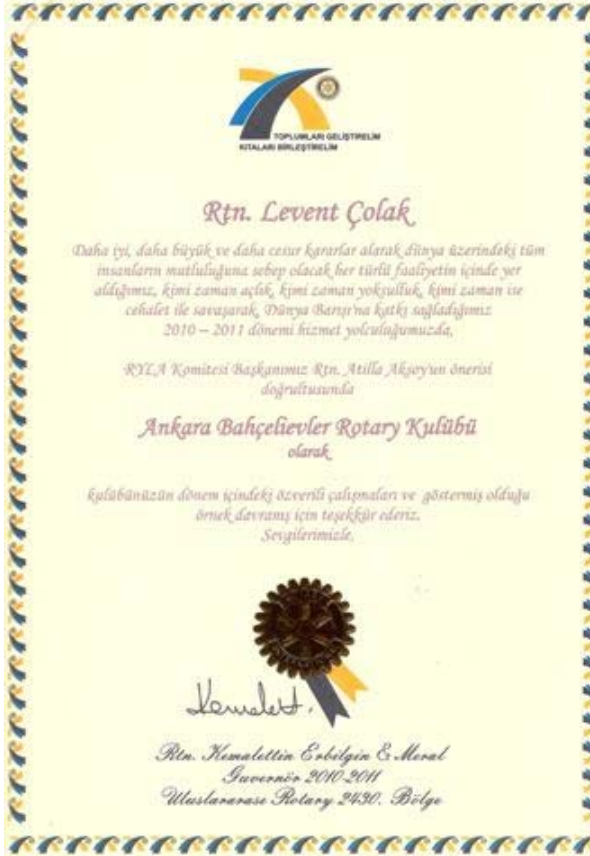 TOPLUMLARI GELİŞTİRELİM
KITALARI BİRLEŞTİRELİM
Rtn. Levent Çolak
Daha iyi, daha büyük ve daha cesur kararlar alarak dünya üzerindeki tüm
insanların mutluluğuna sebep olacak her türlü faaliyetin içinde yer
aldığımız, kimi zaman açlık, kimi zaman yoksulluk, kimi zaman ise
cehalet ile savaşarak, Dünya Barışı'na katkı sağladığımız
2010 – 2011 dönemi hizmet yolculuğumuzda,
RYLA Komitesi Başkanımız Rtn. Atilla Aksoy'un önerisi
doğrultusunda
Ankara Bahçelievler Rotary Kulübü
olarak
kulübünüzün dönem içindeki özverili çalışmaları ve göstermiş olduğu
örnek davranış için teşekkür ederiz.
Sevgilerimizle,
Kemalett.
Rtn. Kemalettin Erbilgin & Meral
Guvernör 2010-2011
Uluslararası Rotary 2430. Bölge